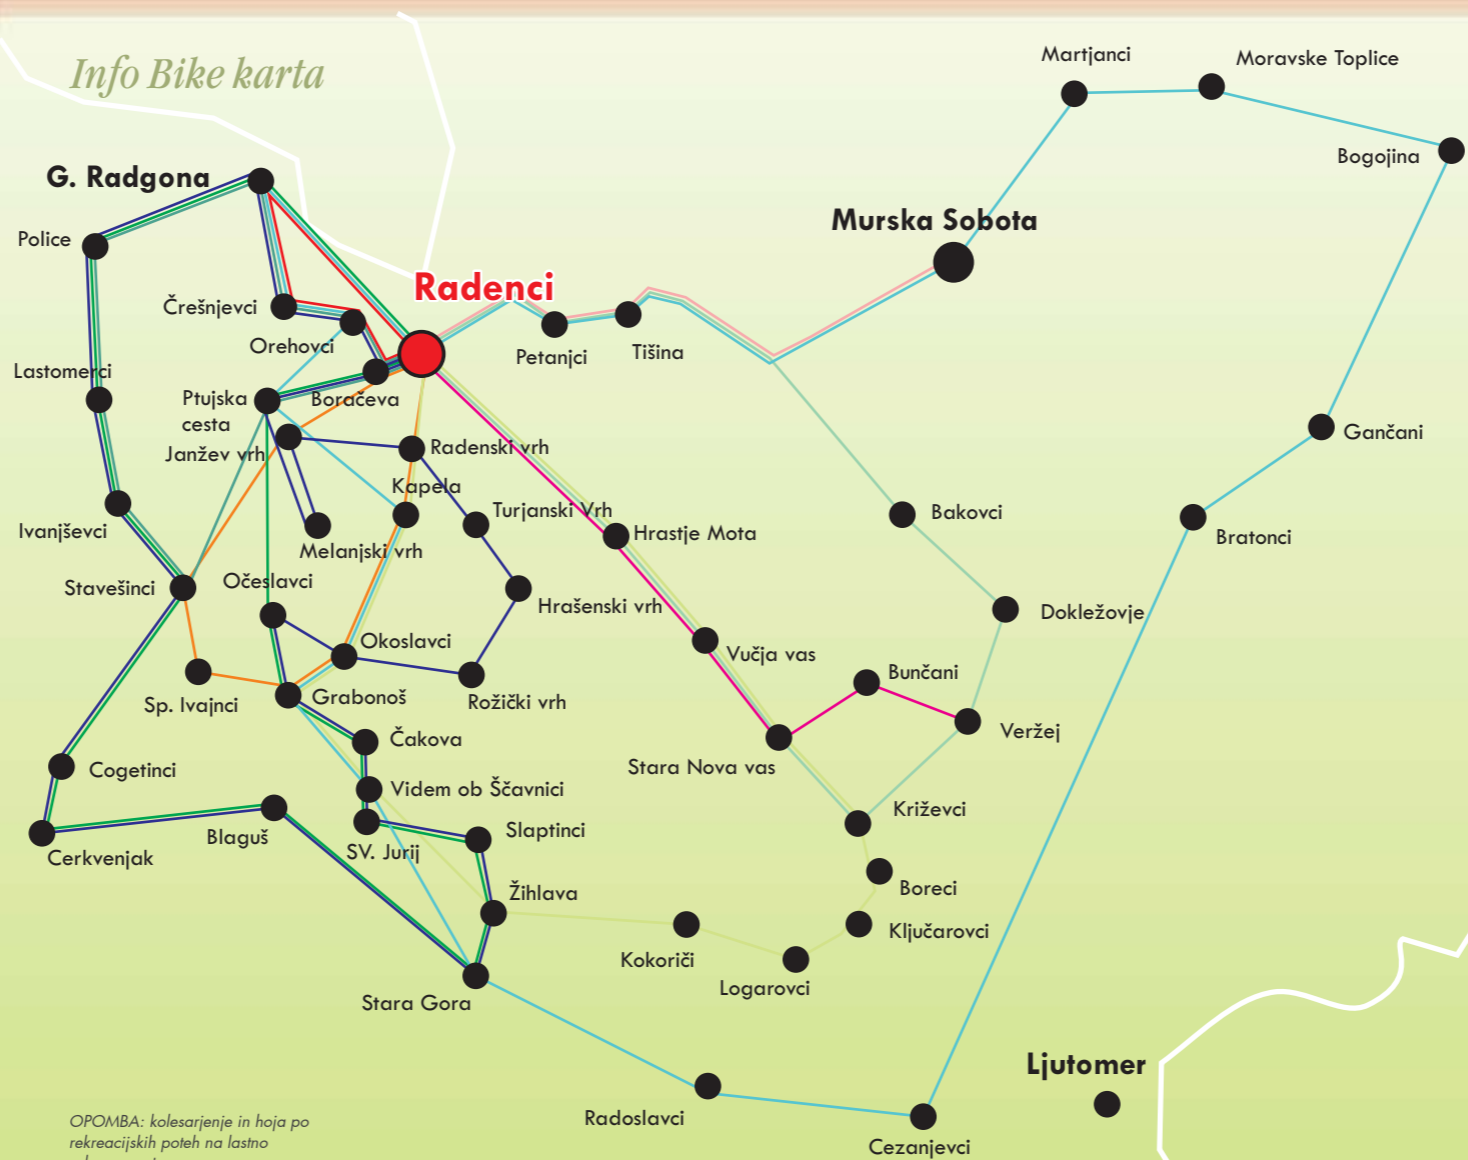 Info Bike karta
Martjanci
Moravske Toplice
Bogojina
G. Radgona
Murska Sobota
Police
Radenci
Črešnjevci
Orehovci
Petanjci
Tišina
Lastomerci
Ptujska
cesta
Boračeva
Gančani
Janžev vrh
Radenski vrh
Kapela
Turjanski Vrh
Bakovci
Ivanjševci
Melanjski vrh
Hrastje Mota
Bratonci
Stavešinci
Očeslavci
Hrašenski vrh
Dokležovje
Okoslavci
Vučja vas
Bunčani
Sp. Ivajnci
Grabonoš
Rožički vrh
Veržej
Čakova
Stara Nova vas
Cogetinci
Videm ob Ščavnici
Križevci
Blaguš
Slaptinci
Cerkvenjak
SV. Jurij
Žihlava
Boreci
Ključarovci
Kokoriči
Logarovci
Stara Gora
Ljutomer
Radoslavci
Cezanjevci
OPOMBA: kolesarjenje in hoja po
rekreacijskih poteh na lastno